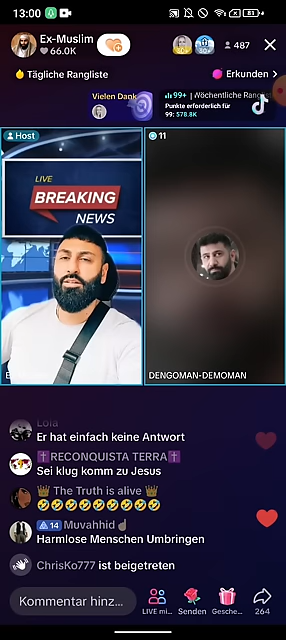 13:00
Ex-Muslim
66.0K
487
Tägliche Rangliste
Erkunden
Vielen Dank
99+ | Wöchentliche Rang
Punkte erforderlich für
99: 578.8K
Host
11
LIVE
BREAKING
NEWS
DENGOMAN-DEMOMAN
Lola
Er hat einfach keine Antwort
✝️RECONQUISTA TERRA✝️
Sei klug komm zu Jesus
👑 The Truth is alive 👑
🤣🤣🤣🤣🤣🤣🤣🤣🤣
14 Muvahhid☝️
Harmlose Menschen Umbringen
ChrisKo777 ist beigetreten
Kommentar hinz...
LIVE mi... Senden Gesche... 264